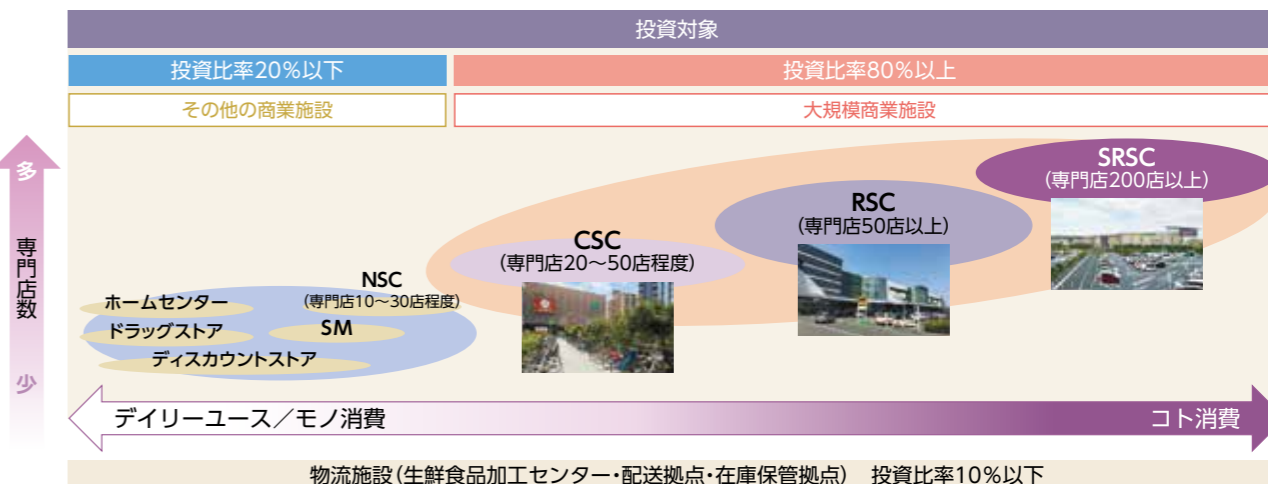 投資対象
投資比率20%以下
投資比率80%以上
その他の商業施設
大規模商業施設
多
専門店数
少
SRSC
(専門店200店以上)
RSC
(専門店50店以上)
CSC
(専門店20〜50店程度)
NSC
(専門店10〜30店程度)
ホームセンター
ドラッグストア
SM
ディスカウントストア
デイリーユース／モノ消費
コト消費
物流施設(生鮮食品加工センター・配送拠点・在庫保管拠点) 投資比率10%以下